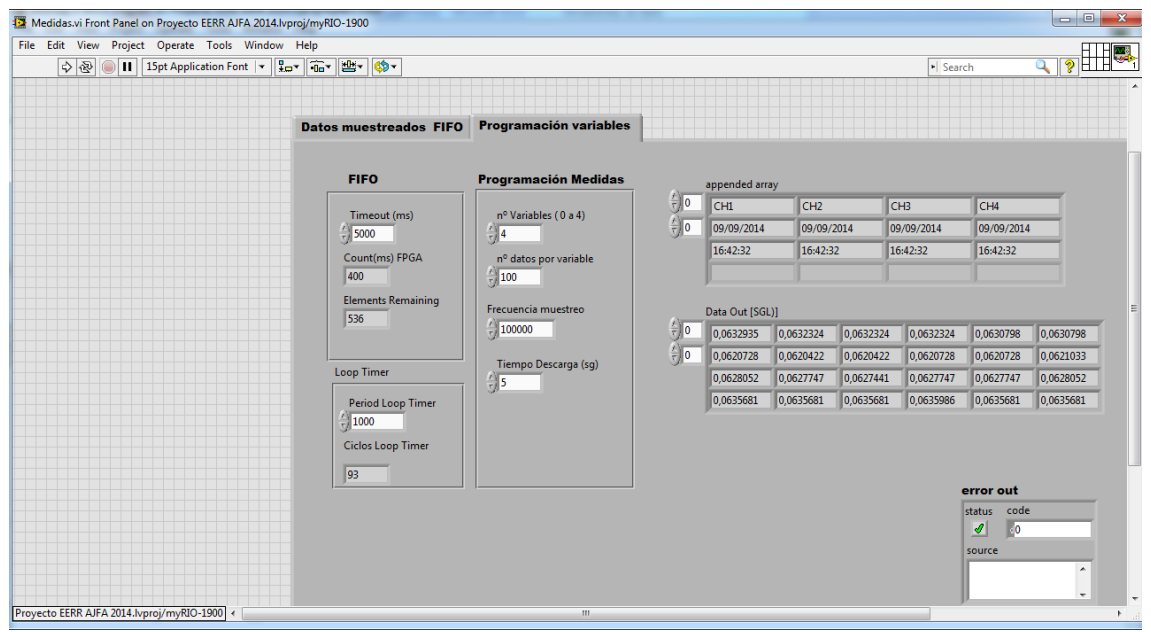 Medidas.vi Front Panel on Proyecto EERR AJFA 2014.lvproj/myRIO-1900
File Edit View Project Operate Tools Window Help
15pt Application Font
Search
Datos muestreados FIFO
Programación variables
FIFO
Timeout (ms)
5000
Count(ms) FPGA
400
Elements Remaining
536
Loop Timer
Period Loop Timer
1000
Ciclos Loop Timer
93
Programación Medidas
nº Variables ( 0 a 4)
4
nº datos por variable
100
Frecuencia muestreo
100000
Tiempo Descarga (sg)
5
appended array
0 CH1 CH2 CH3 CH4
0 09/09/2014 09/09/2014 09/09/2014 09/09/2014
16:42:32 16:42:32 16:42:32 16:42:32
Data Out [SGL)]
0 0,0632935 0,0632324 0,0632324 0,0632324 0,0630798 0,0630798
0 0,0620728 0,0620422 0,0620422 0,0620728 0,0620728 0,0621033
0,0628052 0,0627747 0,0627441 0,0627747 0,0627747 0,0628052
0,0635681 0,0635681 0,0635681 0,0635986 0,0635681 0,0635681
error out
status code
0
source
Proyecto EERR AJFA 2014.lvproj/myRIO-1900